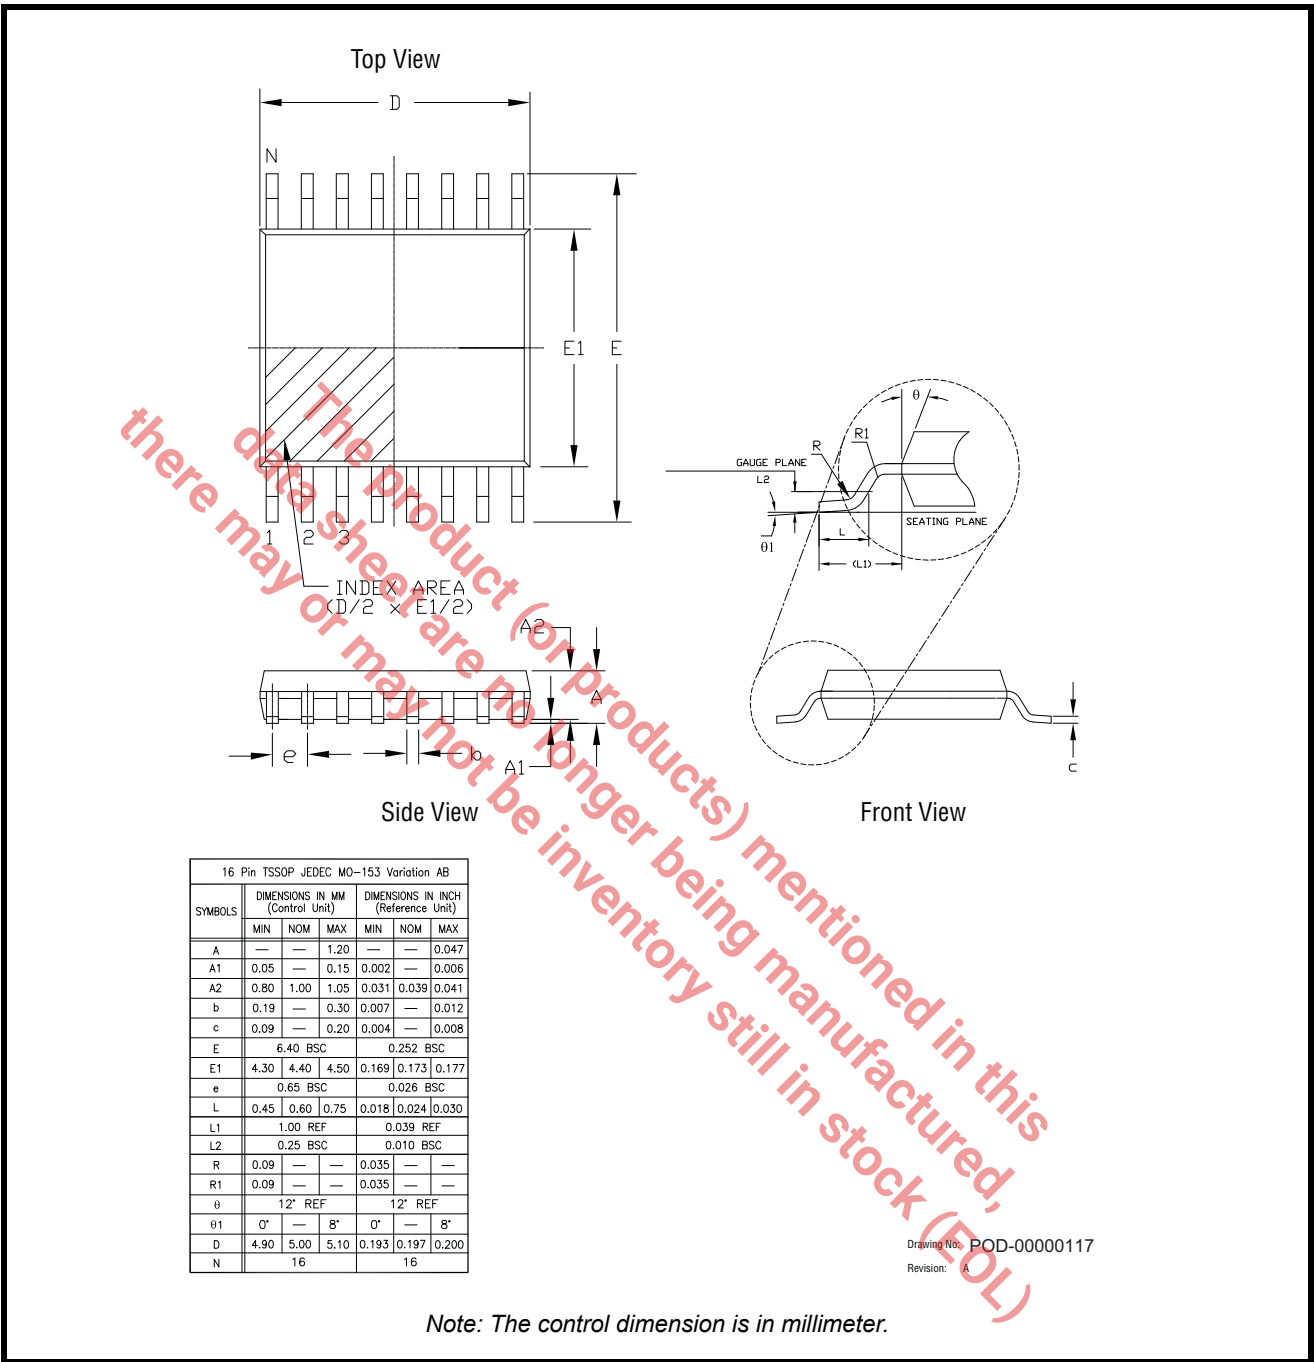 Top View
D
N
E1
E
1 2 3
INDEX AREA
(D/2 x E1/2)
θ
R1
R
GAUGE PLANE
L2
SEATING PLANE
L
θ1
(L1)
A2
A
e
b
A1
c
Side View
Front View
16 Pin TSSOP JEDEC MO-153 Variation AB
SYMBOLS DIMENSIONS IN MM (Control Unit) DIMENSIONS IN INCH (Reference Unit)
MIN NOM MAX MIN NOM MAX
A — — 1.20 — — 0.047
A1 0.05 — 0.15 0.002 — 0.006
A2 0.80 1.00 1.05 0.031 0.039 0.041
b 0.19 — 0.30 0.007 — 0.012
c 0.09 — 0.20 0.004 — 0.008
E 6.40 BSC 0.252 BSC
E1 4.30 4.40 4.50 0.169 0.173 0.177
e 0.65 BSC 0.026 BSC
L 0.45 0.60 0.75 0.018 0.024 0.030
L1 1.00 REF 0.039 REF
L2 0.25 BSC 0.010 BSC
R 0.09 — — 0.035 — —
R1 0.09 — — 0.035 — —
θ 12° REF 12° REF
θ1 0° — 8° 0° — 8°
D 4.90 5.00 5.10 0.193 0.197 0.200
N 16 16
The product (or products) mentioned in this
data sheet are no longer being manufactured,
there may or may not be inventory still in stock (EOL)
Drawing No: POD-00000117
Revision: A
Note: The control dimension is in millimeter.